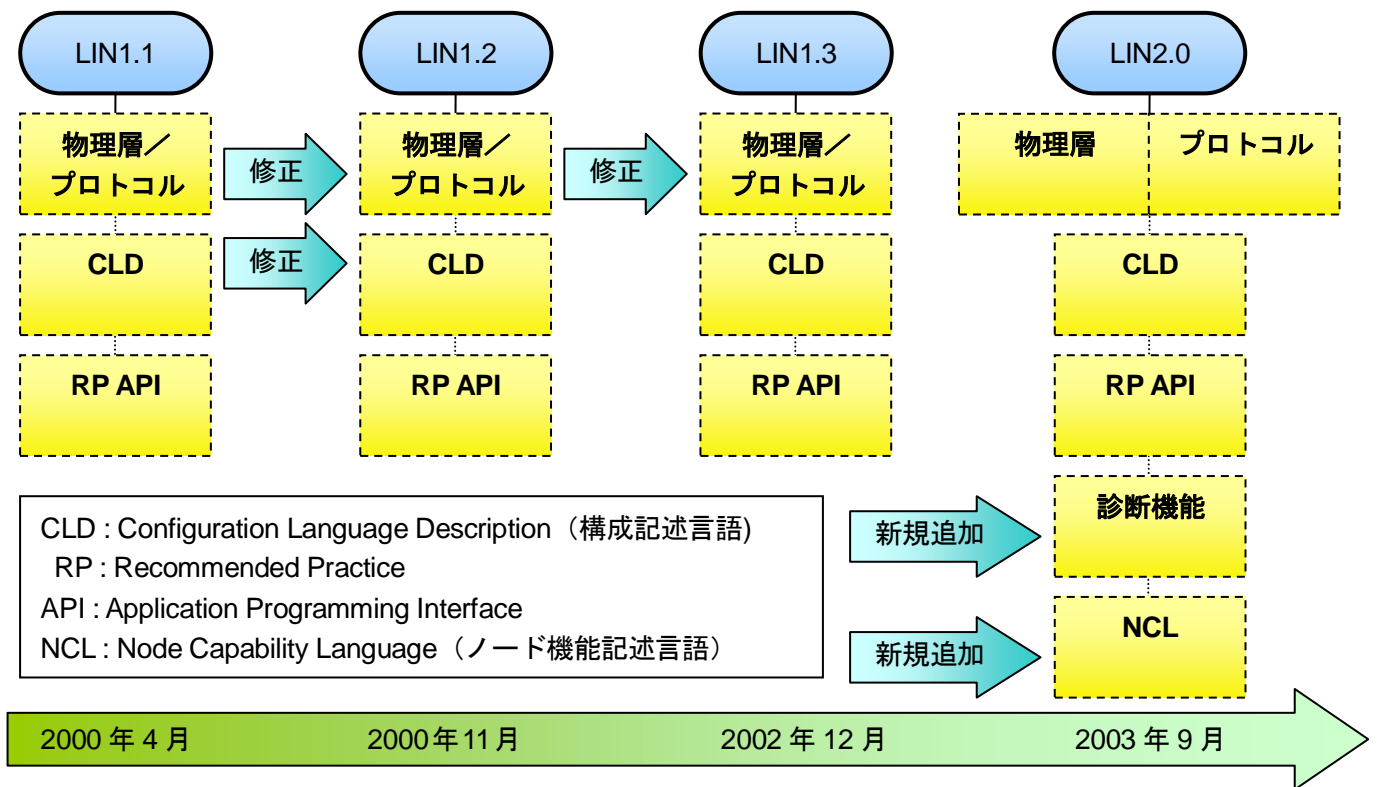 LIN1.1
LIN1.2
LIN1.3
LIN2.0
物理層／
プロトコル
修正
物理層／
プロトコル
修正
物理層／
プロトコル
物理層
プロトコル
CLD
修正
CLD
CLD
CLD
RP API
RP API
RP API
RP API
CLD : Configuration Language Description（構成記述言語)
RP : Recommended Practice
API : Application Programming Interface
NCL : Node Capability Language（ノード機能記述言語）
新規追加
診断機能
新規追加
NCL
2000 年 4 月
2000 年 11 月
2002 年 12 月
2003 年 9 月